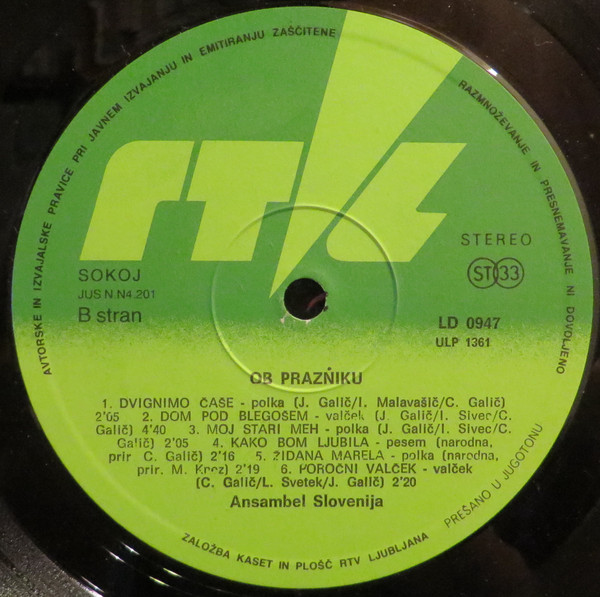 AVTORSKE IN IZVAJALSKE PRAVICE PRI JAVNEM IZVAJANJU IN EMITIRANJU ZAŠČITENE
RAZMNOŽEVANJE IN PRESNEMAVANJE NI DOVOLJENO
rtl
STEREO
SOKOJ
ST 33
JUS N.N4.201
B stran
LD 0947
ULP 1361
OB PRAZNIKU
1. DVIGNIMO ČAŠE - polka (J. Galič/I. Malavašič/C. Galič)
2'05 2. DOM POD BLEGOŠEM - valček (J. Galič/I. Sivec/C.
Galič) 4'40 3. MOJ STARI MEH - polka (J. Galič/I. Sivec/C.
Galič) 2'05 4. KAKO BOM LJUBILA - pesem (narodna,
prir. C. Galič) 2'16 5. ŽIDANA MARELA - polka (narodna,
prir. M. Kroz) 2'19 6. POROČNI VALČEK - valček
(C. Galič/L. Svetek/J. Galič) 2'20
Ansambel Slovenija
PREŠANO U JUGOTONU
ZALOŽBA KASET IN PLOŠČ RTV LJUBLJANA